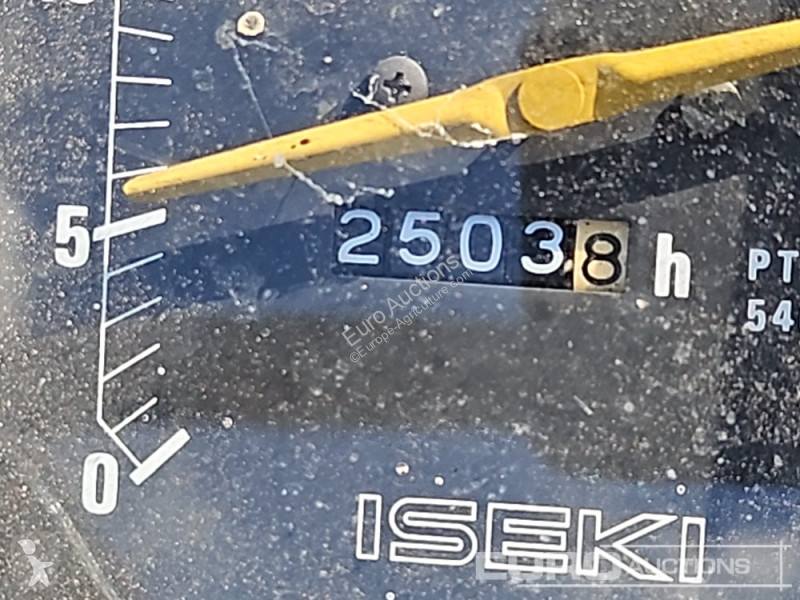 5
25038 h
PT
54
0
ISEKI
Euro Auctions
©Europe-Agriculture.com
EURO AUCTIONS